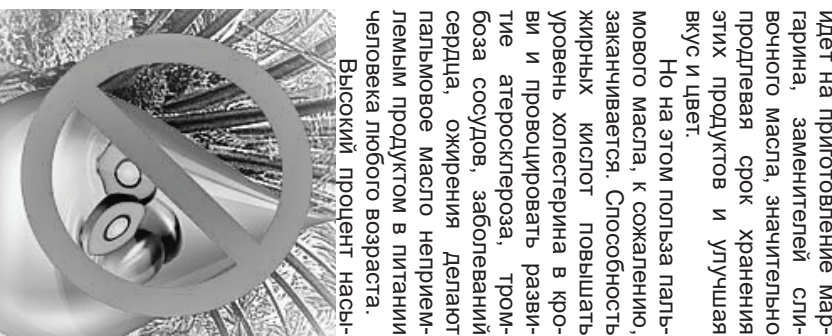 идет на приготовление мар-
гарина, заменителей сли-
вочного масла, значительно
продлевая срок хранения
этих продуктов и улучшая
вкус и цвет.
Но на этом польза паль-
мового масла, к сожалению,
заканчивается. Способность
жирных кислот повышать
уровень холестерина в кро-
ви и провоцировать разви-
тие атеросклероза, тром-
боза сосудов, заболеваний
сердца, ожирения делают
пальмовое масло неприем-
лемым продуктом в питании
человека любого возраста.
Высокий процент насы-